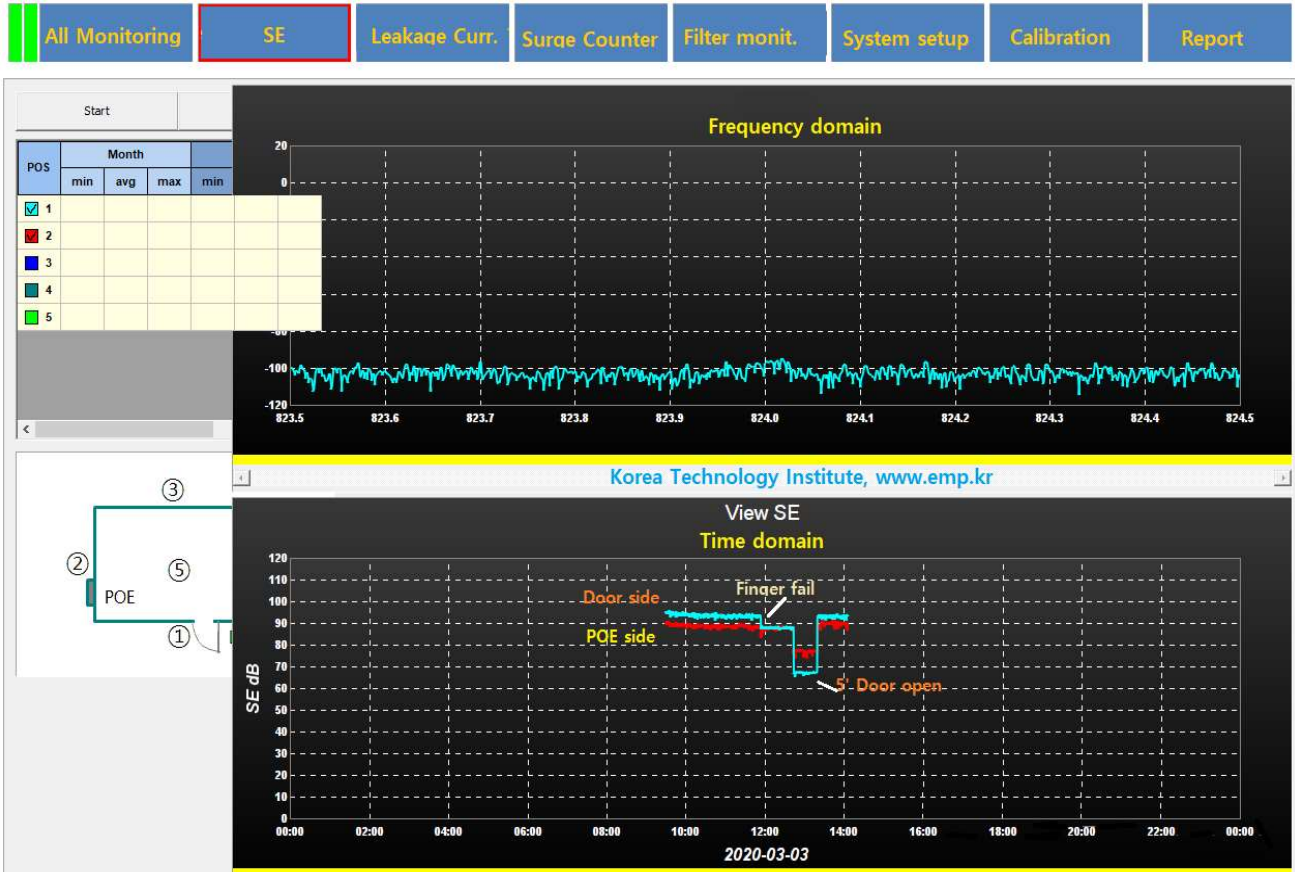 All Monitoring SE Leakage Curr. Surge Counter Filter monit. System setup Calibration Report
Start
POS Month
min avg max min
1
2
3
4
5
Frequency domain
20
0
-80
-100
-120
823.5 823.6 823.7 823.8 823.9 824.0 824.1 824.2 824.3 824.4 824.5
Korea Technology Institute, www.emp.kr
③
②
⑤
POE
①
View SE
Time domain
SE dB
120
110
100
90
80
70
60
50
40
30
20
10
0
Door side
POE side
Finger fail
5' Door open
00:00 02:00 04:00 06:00 08:00 10:00 12:00 14:00 16:00 18:00 20:00 22:00 00:00
2020-03-03